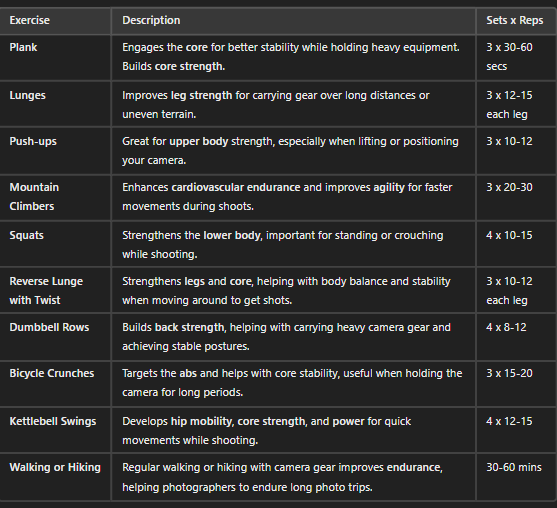 Exercise Description Sets x Reps
Plank Engages the core for better stability while holding heavy equipment. 3 x 30-60
Builds core strength. secs
Lunges Improves leg strength for carrying gear over long distances or 3 x 12-15
uneven terrain. each leg
Push-ups Great for upper body strength, especially when lifting or positioning 3 x 10-12
your camera.
Mountain Enhances cardiovascular endurance and improves agility for faster 3 x 20-30
Climbers movements during shoots.
Squats Strengthens the lower body, important for standing or crouching 4 x 10-15
while shooting.
Reverse Lunge Strengthens legs and core, helping with body balance and stability 3 x 10-12
with Twist when moving around to get shots. each leg
Dumbbell Rows Builds back strength, helping with carrying heavy camera gear and 4 x 8-12
achieving stable postures.
Bicycle Crunches Targets the abs and helps with core stability, useful when holding the 3 x 15-20
camera for long periods.
Kettlebell Swings Develops hip mobility, core strength, and power for quick 4 x 12-15
movements while shooting.
Walking or Hiking Regular walking or hiking with camera gear improves endurance, 30-60 mins
helping photographers to endure long photo trips.